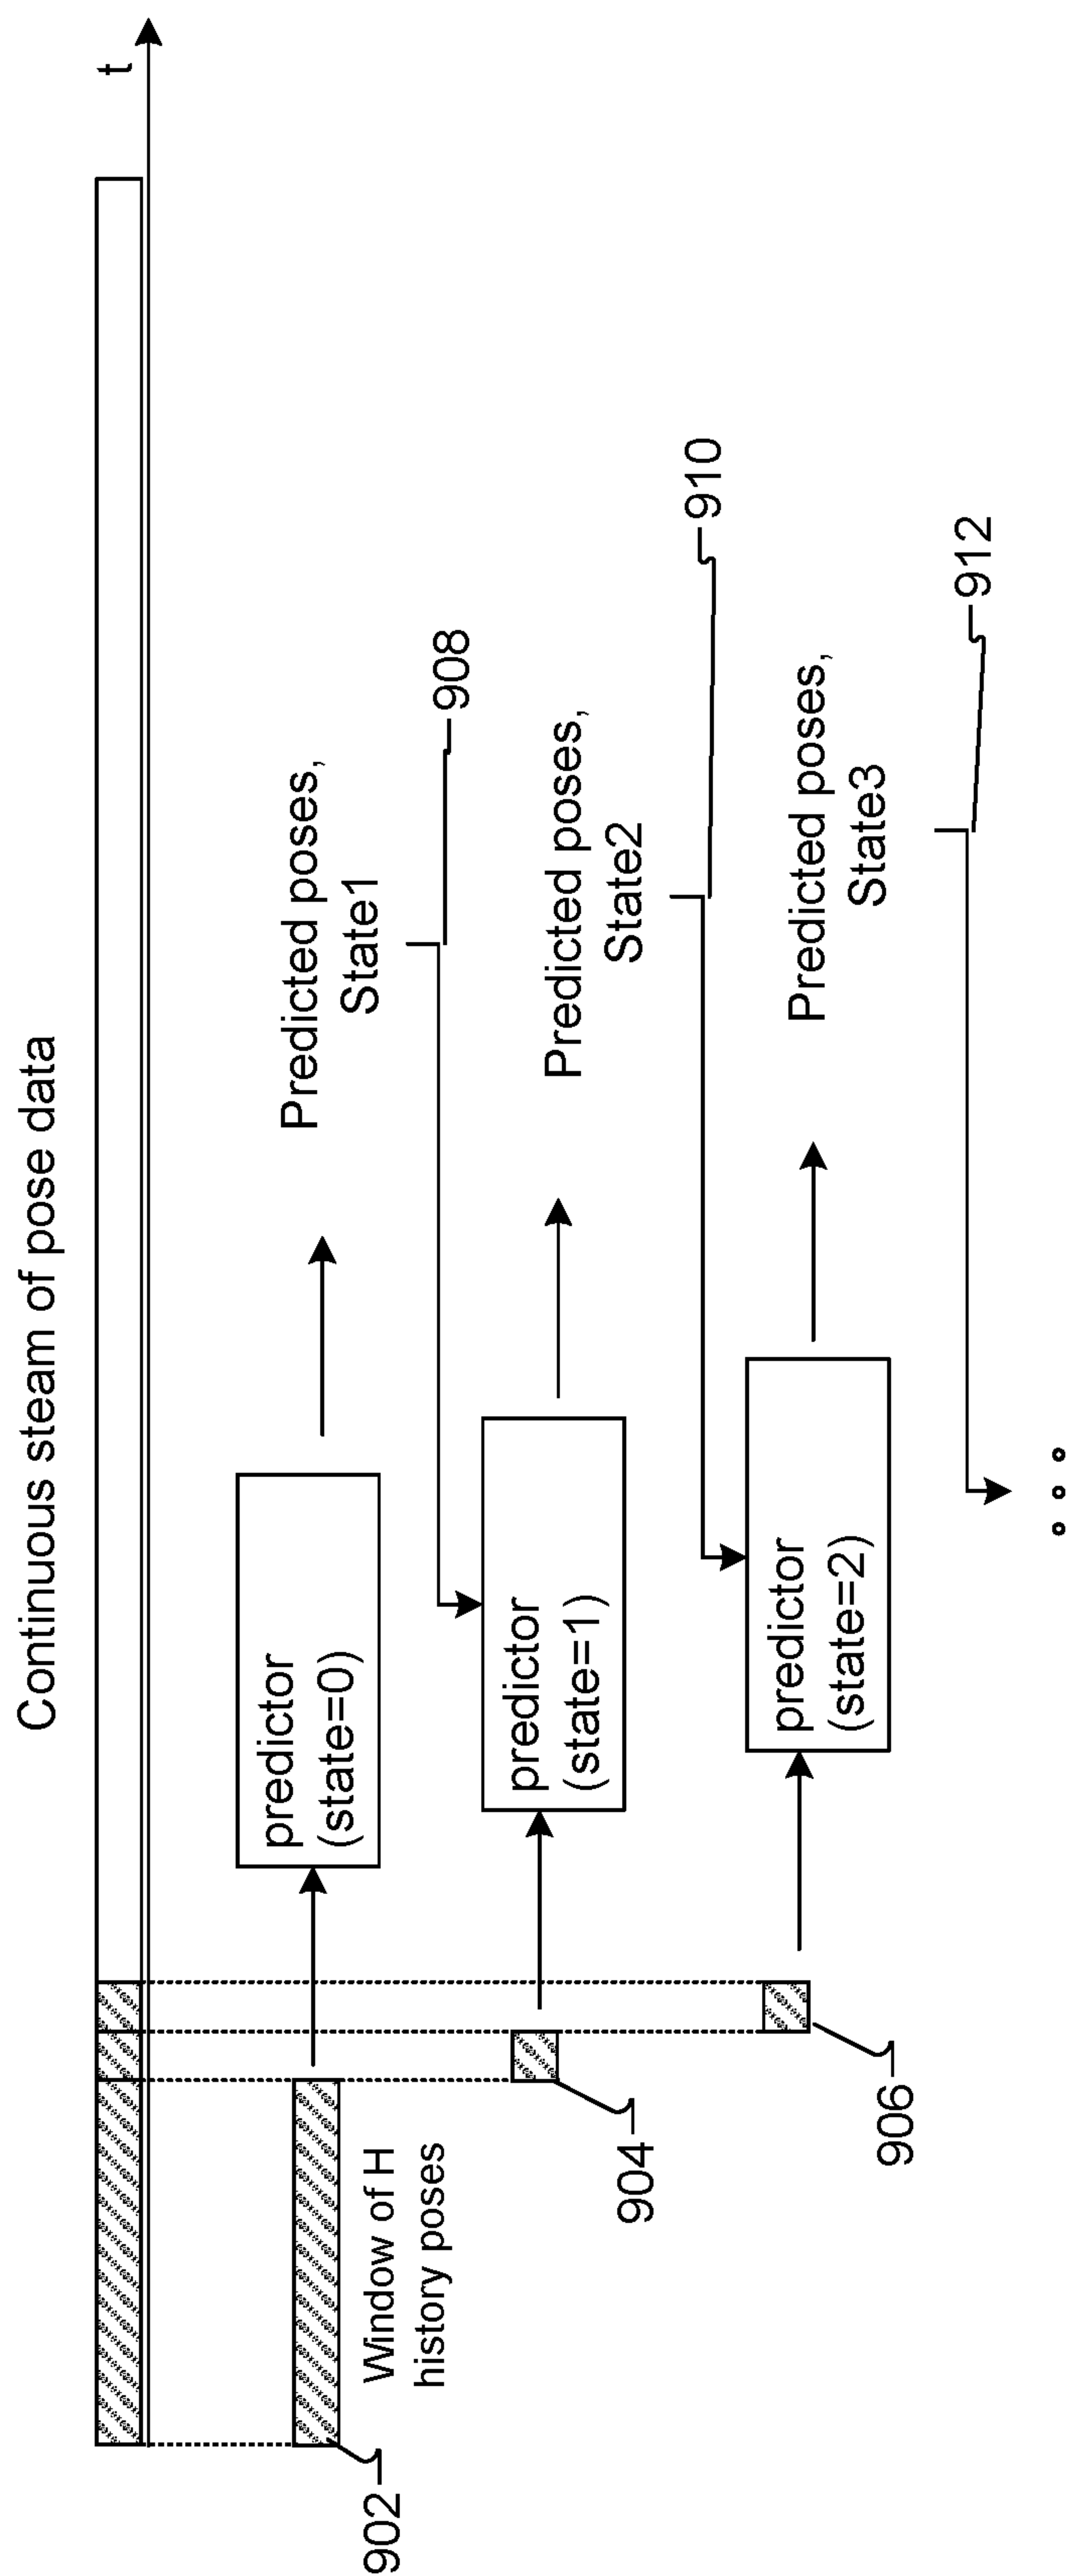 Continuous steam of pose data
t
902
Window of H
history poses
predictor
(state=0)
Predicted poses,
State1
908
904
predictor
(state=1)
Predicted poses,
State2
910
906
predictor
(state=2)
Predicted poses,
State3
912